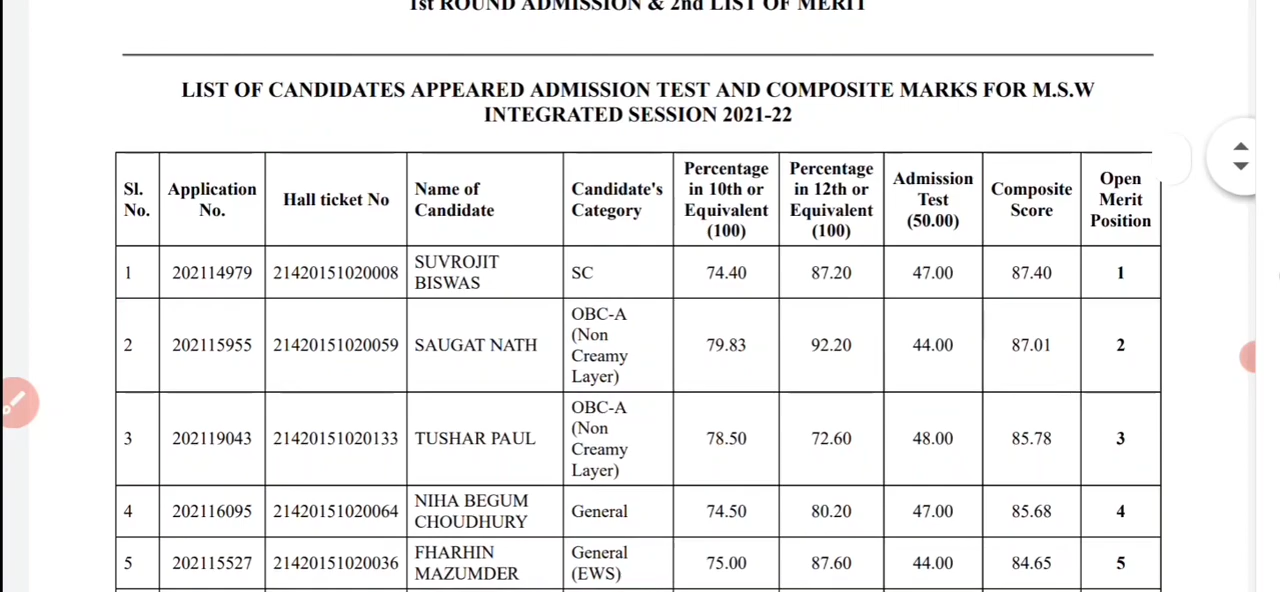 1st ROUND ADMISSION & 2nd LIST OF MERIT
LIST OF CANDIDATES APPEARED ADMISSION TEST AND COMPOSITE MARKS FOR M.S.W
INTEGRATED SESSION 2021-22
Sl. No. Application No. Hall ticket No Name of Candidate Candidate's Category Percentage in 10th or Equivalent (100) Percentage in 12th or Equivalent (100) Admission Test (50.00) Composite Score Open Merit Position
1 202114979 21420151020008 SUVROJIT BISWAS SC 74.40 87.20 47.00 87.40 1
2 202115955 21420151020059 SAUGAT NATH OBC-A (Non Creamy Layer) 79.83 92.20 44.00 87.01 2
3 202119043 21420151020133 TUSHAR PAUL OBC-A (Non Creamy Layer) 78.50 72.60 48.00 85.78 3
4 202116095 21420151020064 NIHA BEGUM CHOUDHURY General 74.50 80.20 47.00 85.68 4
5 202115527 21420151020036 FHARHIN MAZUMDER General (EWS) 75.00 87.60 44.00 84.65 5